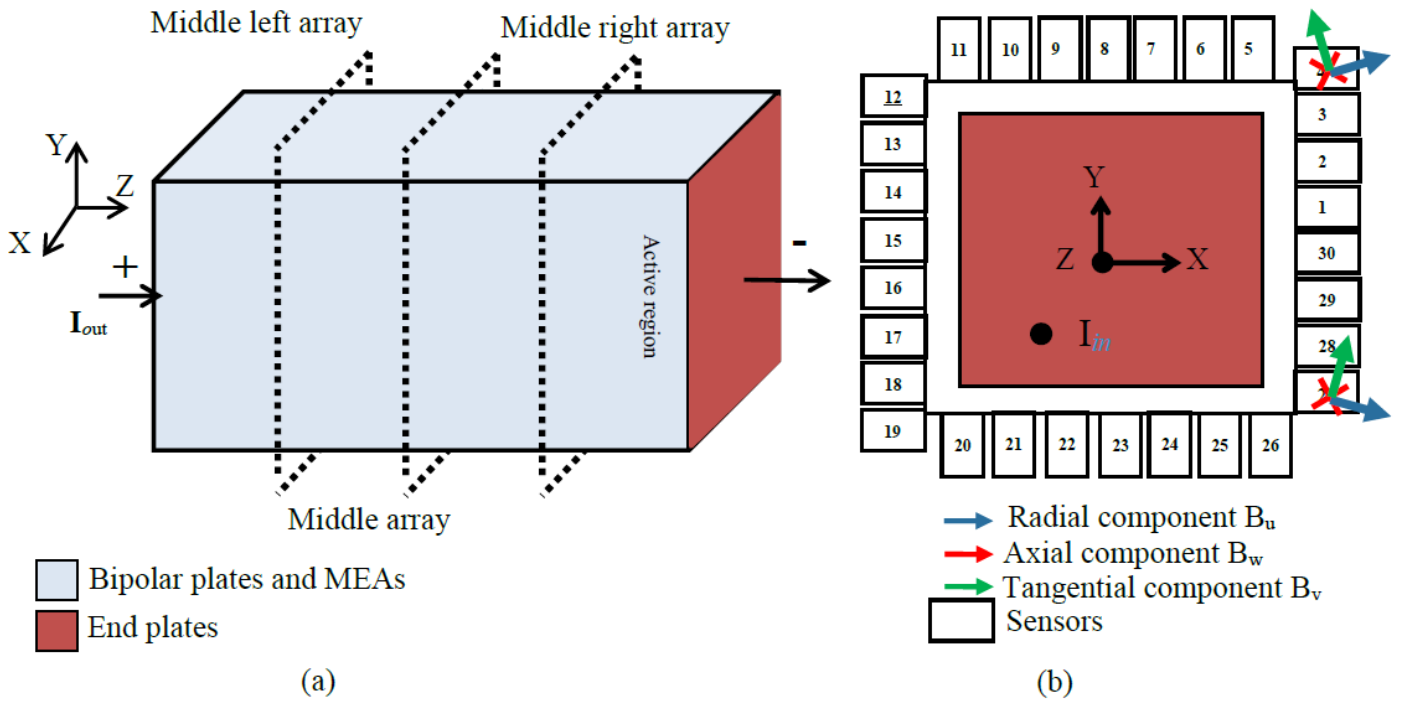 Middle left array
Middle right array
Y
Z
X
+
-
I_out
Active region
Middle array
Bipolar plates and MEAs
End plates
(a)
11 10 9 8 7 6 5
12
13
14
15
16
17
18
19
3
2
1
30
29
28
20 21 22 23 24 25 26
Y
Z
X
I_in
Radial component B_u
Axial component B_w
Tangential component B_v
Sensors
(b)